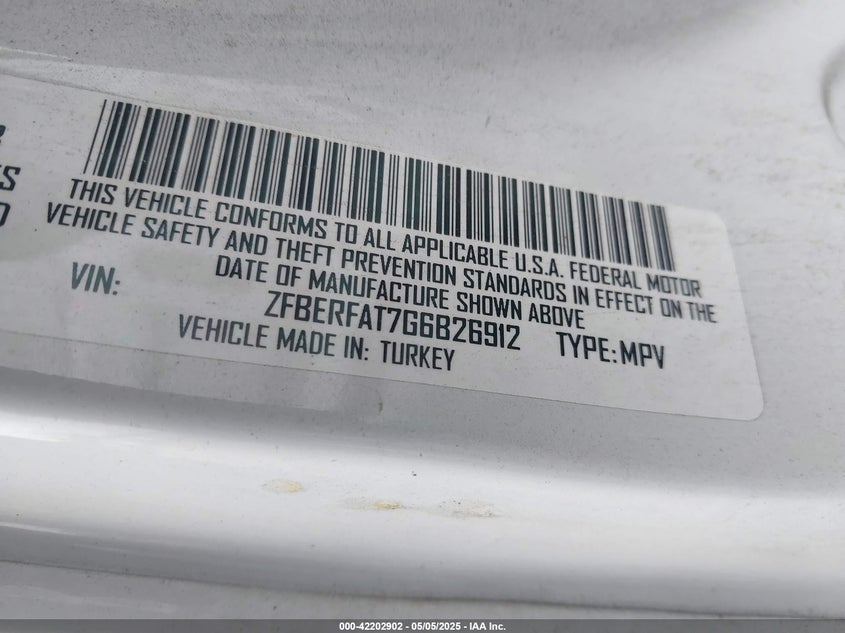 THIS VEHICLE CONFORMS TO ALL APPLICABLE U.S.A. FEDERAL MOTOR
VEHICLE SAFETY AND THEFT PREVENTION STANDARDS IN EFFECT ON THE
DATE OF MANUFACTURE SHOWN ABOVE
VIN: ZFBERFAT7G6B26912 TYPE: MPV
VEHICLE MADE IN: TURKEY
000-42202902 - 05/05/2025 - IAA Inc.